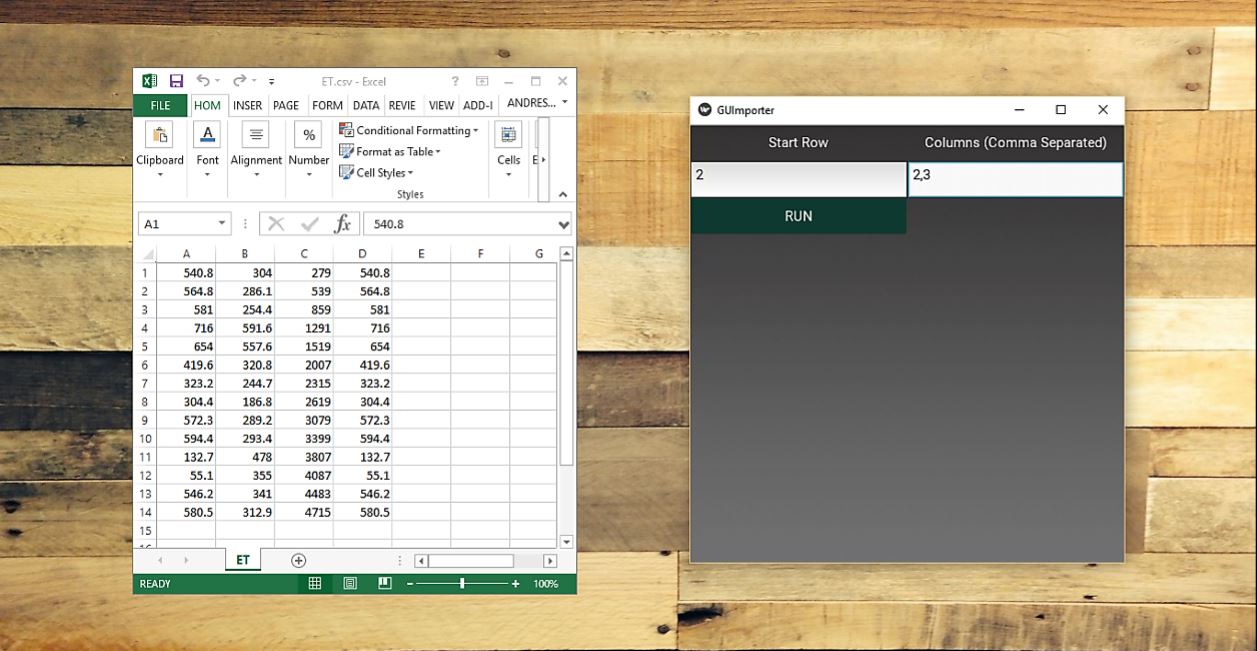 ET.csv - Excel ?
FILE HOM INSER PAGE FORM DATA REVIE VIEW ADD-I ANDRES...
Clipboard Font Alignment % Number
Conditional Formatting
Format as Table
Cell Styles
Styles
Cells E
A1 fx 540.8
A B C D E F G
1 540.8 304 279 540.8
2 564.8 286.1 539 564.8
3 581 254.4 859 581
4 716 591.6 1291 716
5 654 557.6 1519 654
6 419.6 320.8 2007 419.6
7 323.2 244.7 2315 323.2
8 304.4 186.8 2619 304.4
9 572.3 289.2 3079 572.3
10 594.4 293.4 3399 594.4
11 132.7 478 3807 132.7
12 55.1 355 4087 55.1
13 546.2 341 4483 546.2
14 580.5 312.9 4715 580.5
15
ET
READY 100%
GUImporter
Start Row Columns (Comma Separated)
2 2,3
RUN